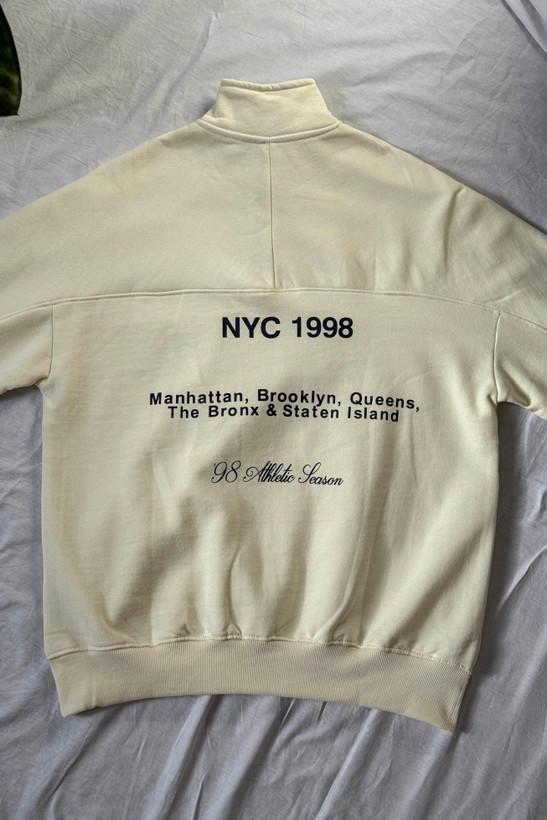 NYC 1998
Manhattan, Brooklyn, Queens,
The Bronx & Staten Island
98 Athletic Season